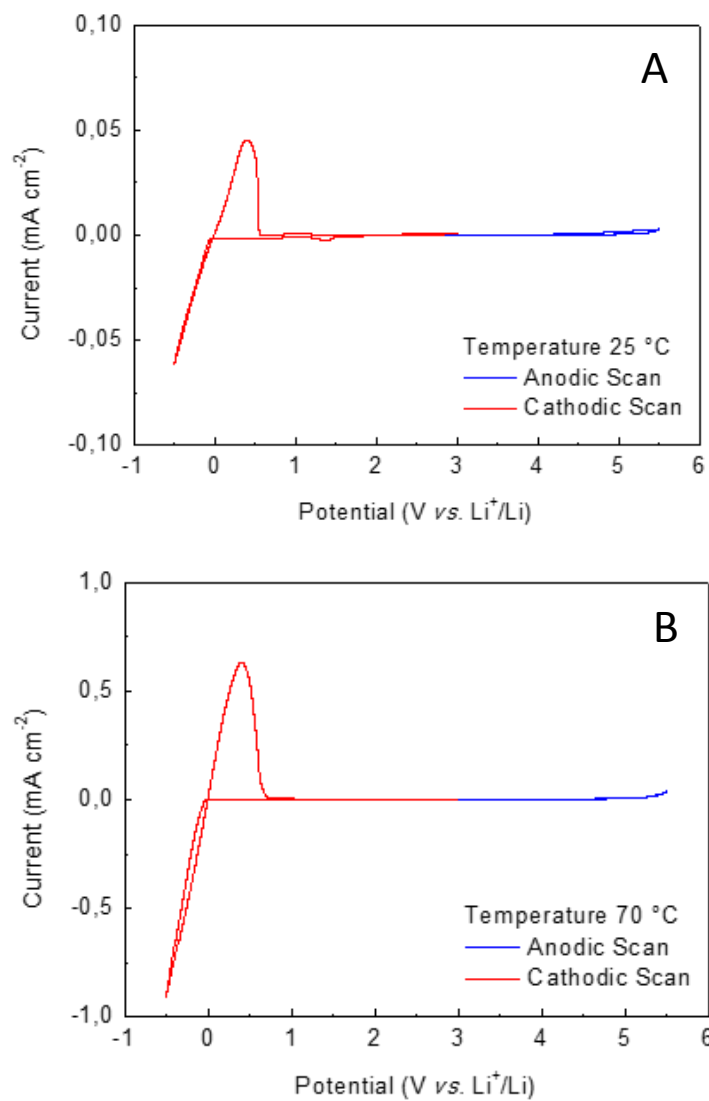 A
0,10
0,05
0,00
-0,05
-0,10
Current (mA cm-2)
Temperature 25 °C
Anodic Scan
Cathodic Scan
-1 0 1 2 3 4 5 6
Potential (V vs. Li+/Li)
B
1,0
0,5
0,0
-0,5
-1,0
Current (mA cm-2)
Temperature 70 °C
Anodic Scan
Cathodic Scan
-1 0 1 2 3 4 5 6
Potential (V vs. Li+/Li)